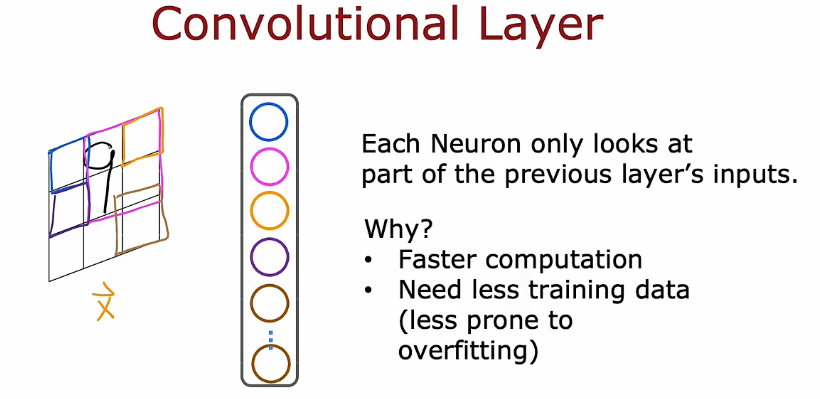 Convolutional Layer
9
Each Neuron only looks at
part of the previous layer’s inputs.
Why?
• Faster computation
• Need less training data
(less prone to
overfitting)
x⃗